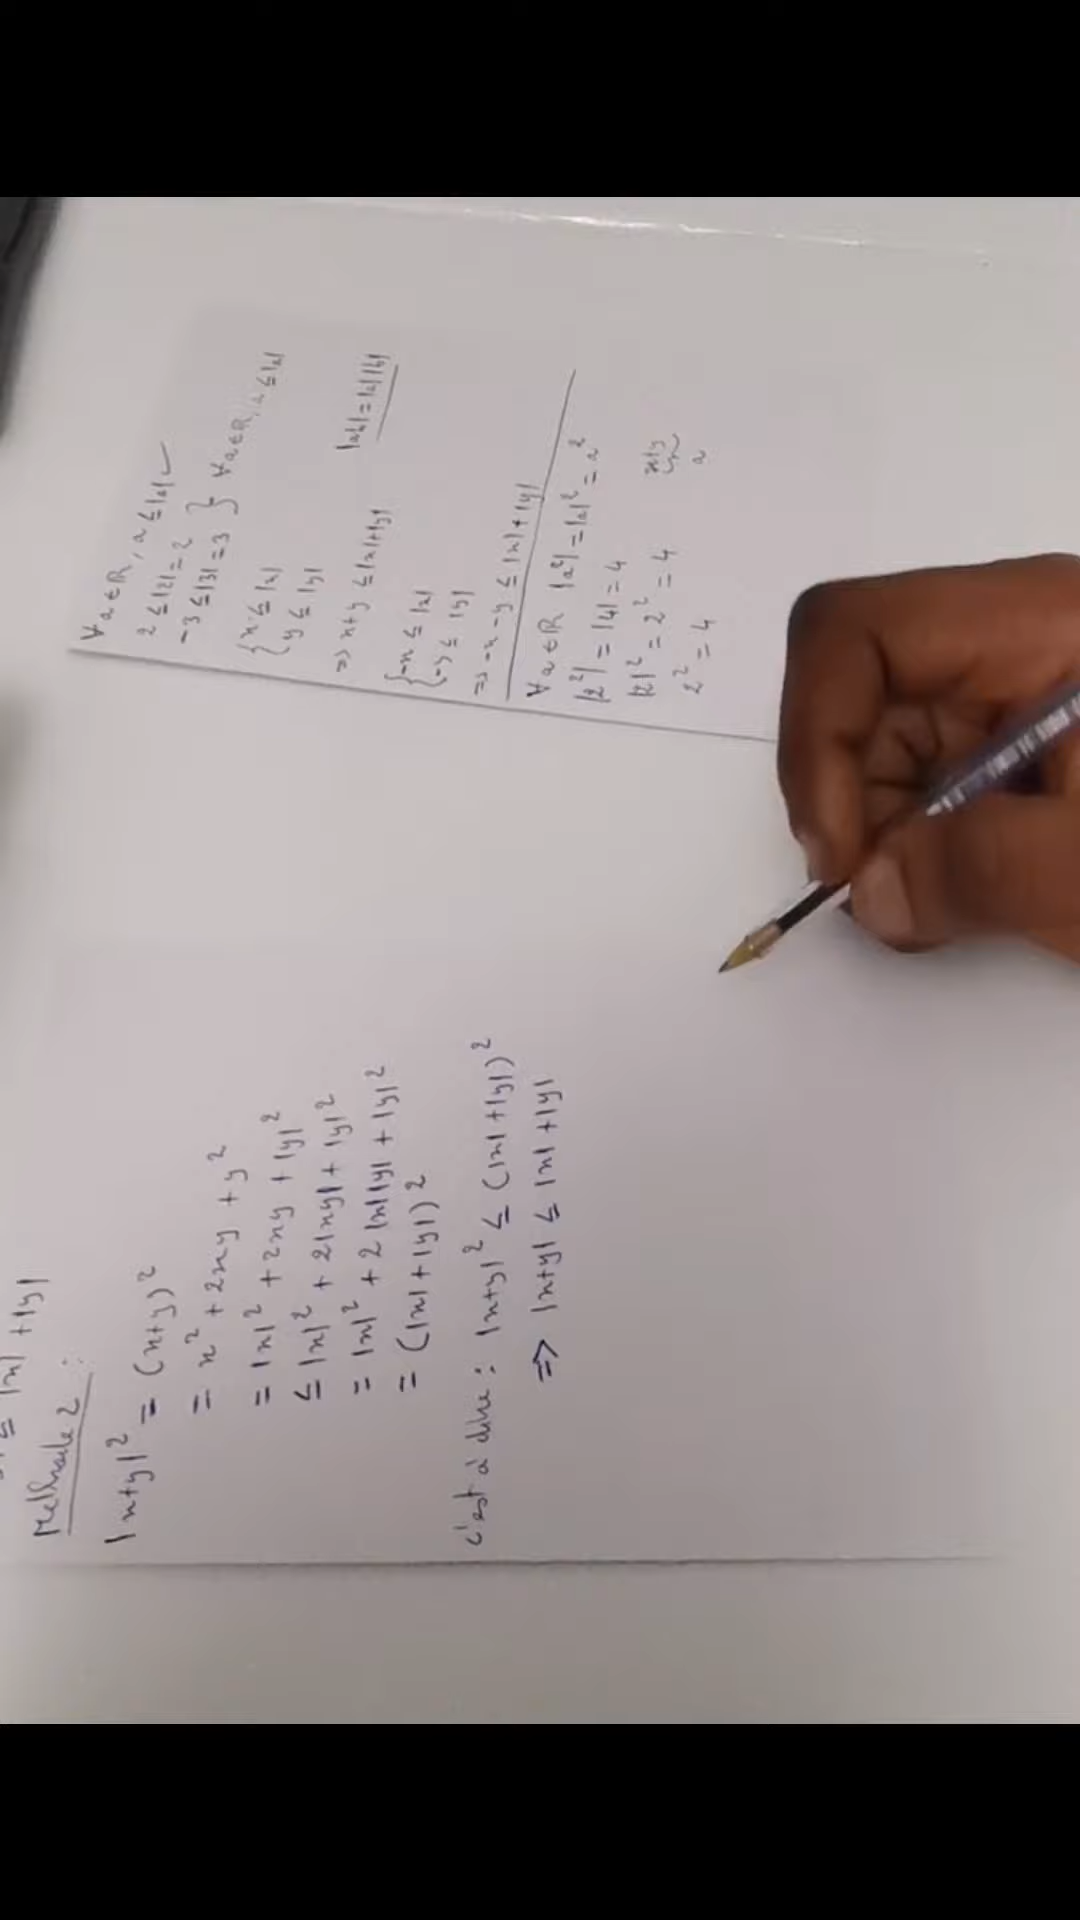 ≤ |x| + |y|
Methode 2 :
|x+y|² = (x+y)²
= x² + 2xy + y²
= |x|² + 2xy + |y|²
≤ |x|² + 2|xy| + |y|²
= |x|² + 2|x||y| + |y|²
= (|x| + |y|)²
c'est à dire : |x+y|² ≤ (|x| + |y|)²
=> |x+y| ≤ |x| + |y|
∀ a ∈ ℝ, a ≤ |a| ✓
2 ≤ |2| = 2
-3 ≤ |3| = 3 } ∀ a ∈ ℝ, a ≤ |a|
{ x ≤ |x|
y ≤ |y|
=> x+y ≤ |x|+|y| |ab| = |a||b|
{ -x ≤ |x|
-y ≤ |y|
=> -x-y ≤ |x|+|y|
∀ a ∈ ℝ |a²| = |a|² = a²
|2²| = |4| = 4
|2|² = 2² = 4 x+y
2² = 4 a